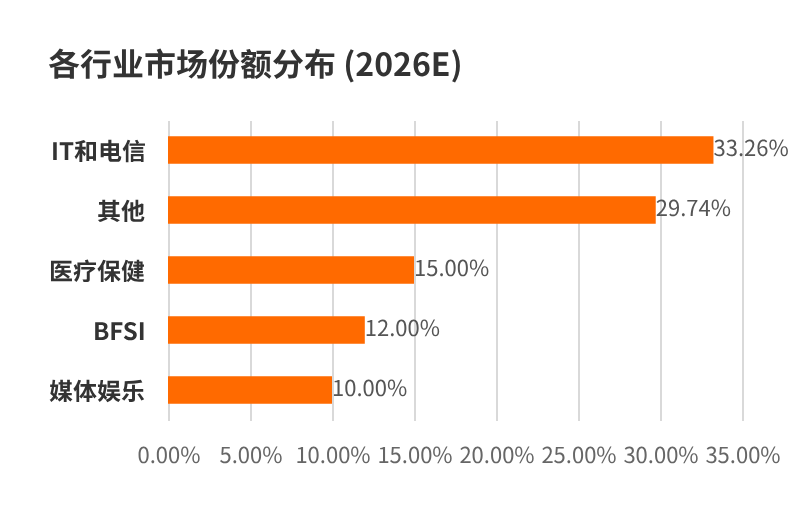 各行业市场份额分布 (2026E)
IT和电信 33.26%
其他 29.74%
医疗保健 15.00%
BFSI 12.00%
媒体娱乐 10.00%
0.00% 5.00% 10.00% 15.00% 20.00% 25.00% 30.00% 35.00%